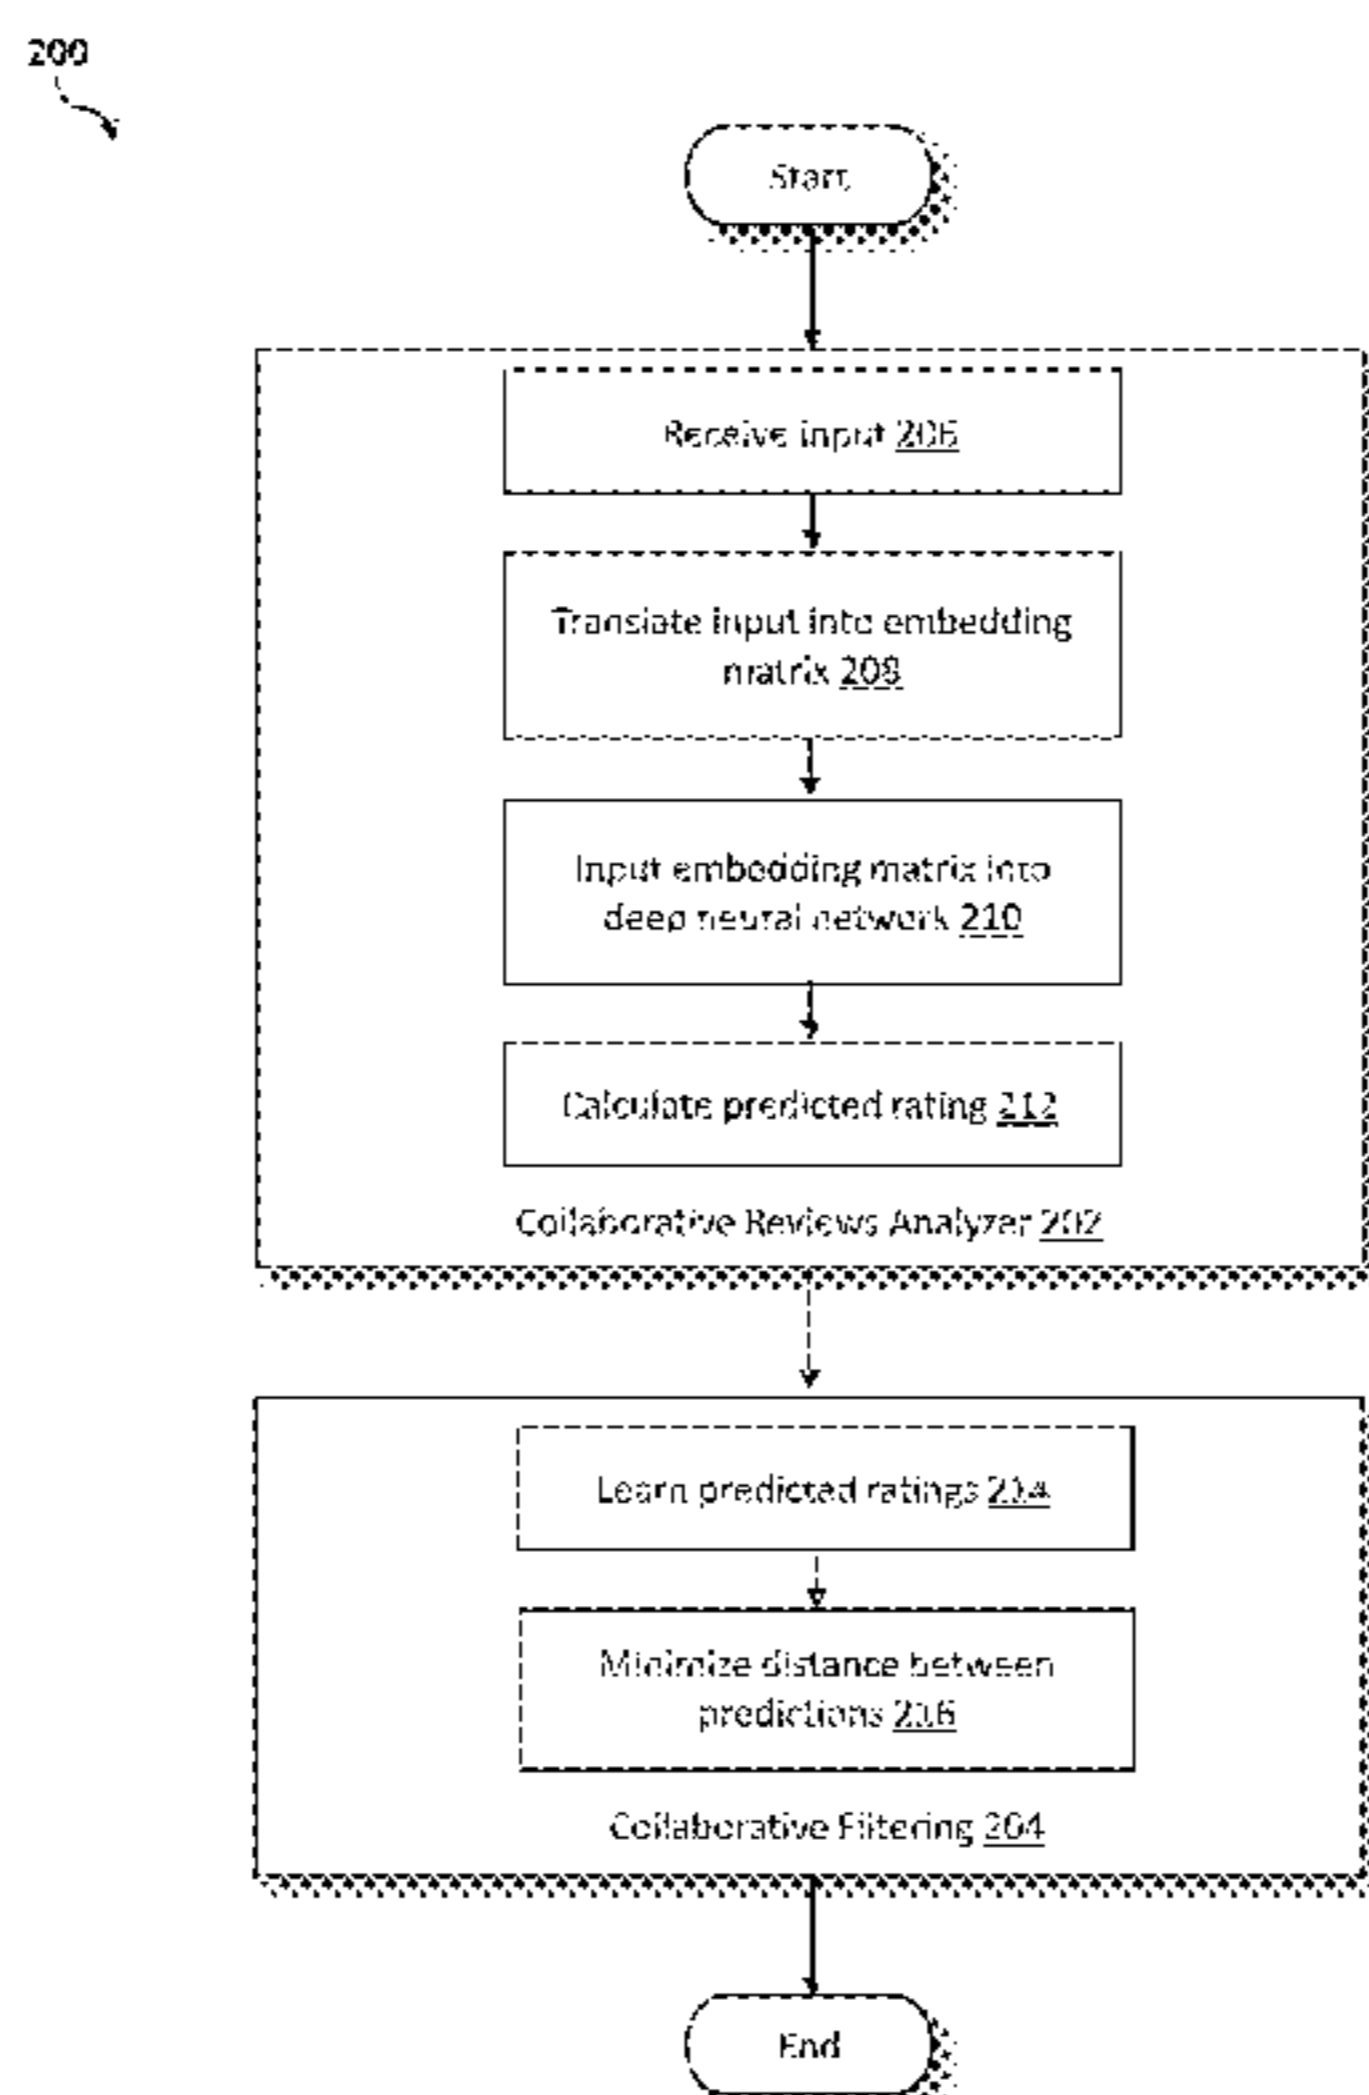 200
Start
Receive input 206
Translate input into embedding
matrix 208
Input embedding matrix into
deep neural network 210
Calculate predicted rating 212
Collaborative Reviews Analyzer 202
Learn predicted ratings 214
Minimize distance between
predictions 216
Collaborative Filtering 204
End